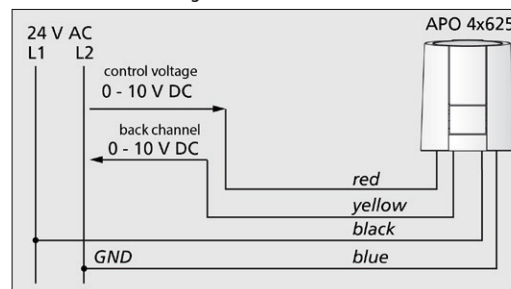 24 V AC
L1 L2
APO 4x625
control voltage
0 - 10 V DC
back channel
0 - 10 V DC
red
yellow
black
GND blue